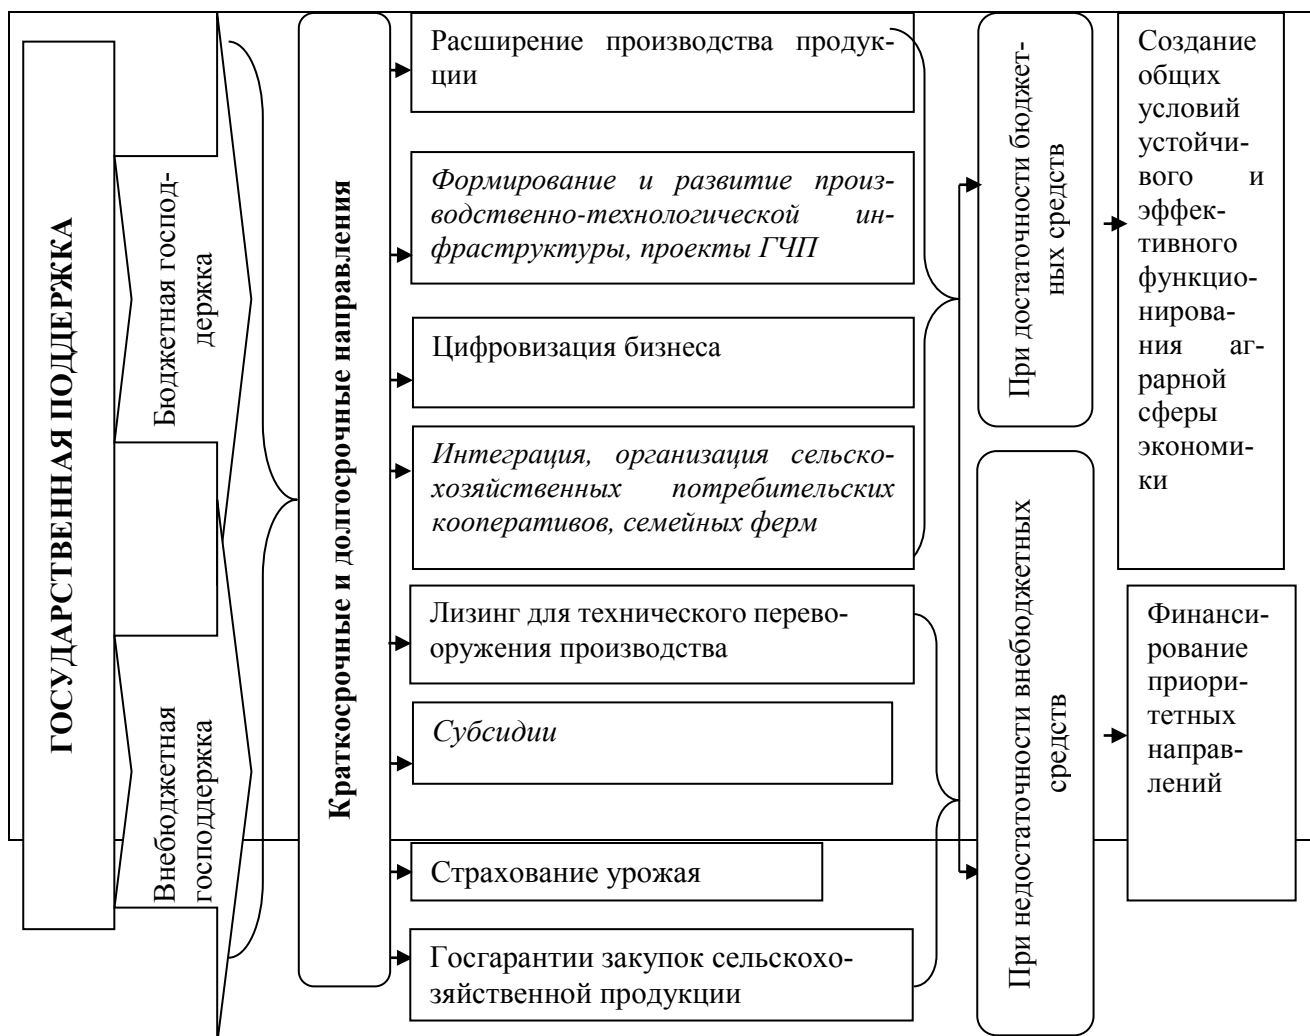 ГОСУДАРСТВЕННАЯ ПОДДЕРЖКА
Бюджетная господ-
держка
Внебюджетная
господдержка
Краткосрочные и долгосрочные направления
Расширение производства продук-
ции
Формирование и развитие произ-
водственно-технологической ин-
фраструктуры, проекты ГЧП
Цифровизация бизнеса
Интеграция, организация сельско-
хозяйственных потребительских
кооперативов, семейных ферм
Лизинг для технического перево-
оружения производства
Субсидии
Страхование урожая
Госгарантии закупок сельскохо-
зяйственной продукции
При достаточности бюджет-
ных средств
При недостаточности внебюджетных
средств
Создание
общих
условий
устойчи-
вого и
эффек-
тивного
функцио-
нирова-
ния аг-
рарной
сферы
экономи-
ки
Финанси-
рование
приори-
тетных
направ-
лений